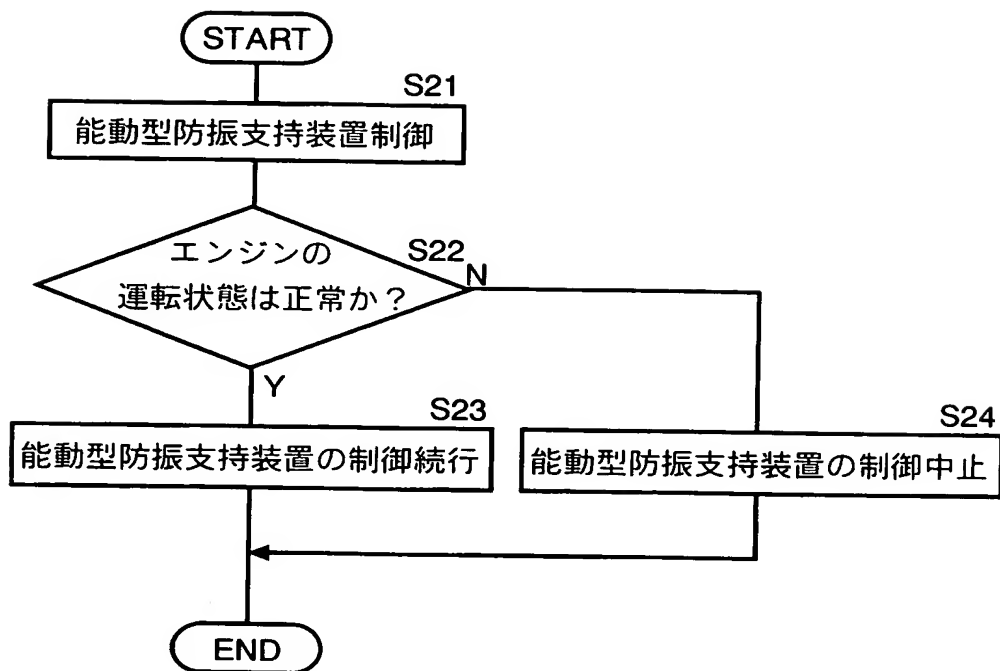 START
S21
能動型防振支持装置制御
S22
エンジンの
運転状態は正常か？
N
Y
S23
能動型防振支持装置の制御続行
S24
能動型防振支持装置の制御中止
END